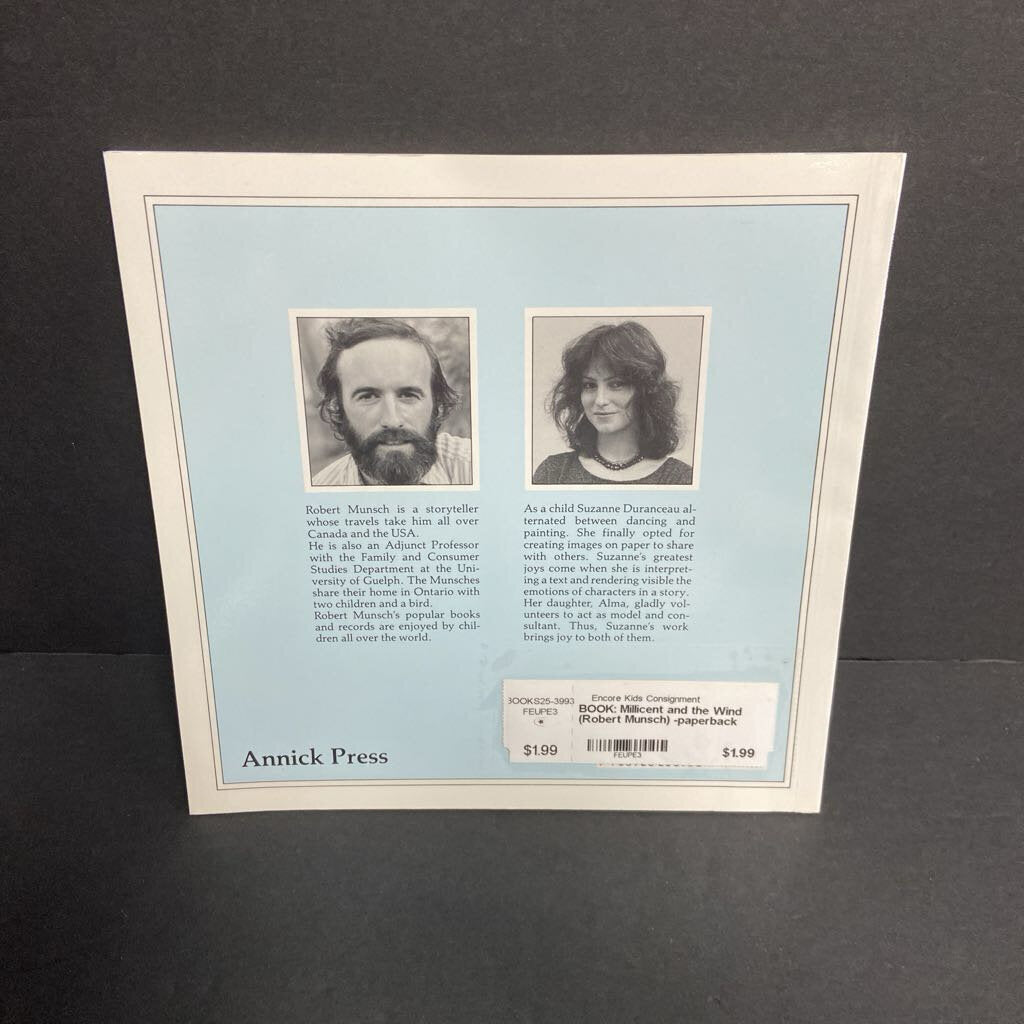 Robert Munsch is a storyteller
whose travels take him all over
Canada and the USA.
He is also an Adjunct Professor
with the Family and Consumer
Studies Department at the Uni-
versity of Guelph. The Munsches
share their home in Ontario with
two children and a bird.
Robert Munsch's popular books
and records are enjoyed by chil-
dren all over the world.
As a child Suzanne Duranceau al-
ternated between dancing and
painting. She finally opted for
creating images on paper to share
with others. Suzanne's greatest
joys come when she is interpret-
ing a text and rendering visible the
emotions of characters in a story.
Her daughter, Alma, gladly vol-
unteers to act as model and con-
sultant. Thus, Suzanne's work
brings joy to both of them.
Annick Press
BOOKS25-3993
FEUPE3
$1.99
Encore Kids Consignment
BOOK: Millicent and the Wind
(Robert Munsch) -paperback
FEUPE3
$1.99